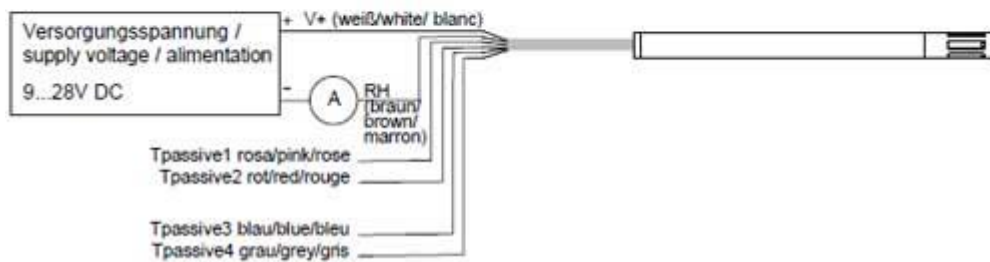 Versorgungsspannung /
supply voltage / alimentation
9...28V DC
+ V+ (weiß/white/ blanc)
-
A
RH
(braun/
brown/
marron)
Tpassive1 rosa/pink/rose
Tpassive2 rot/red/rouge
Tpassive3 blau/blue/bleu
Tpassive4 grau/grey/gris